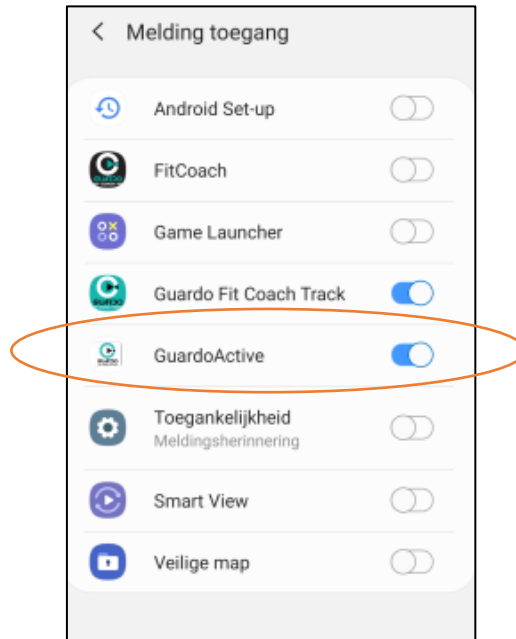 Melding toegang
Android Set-up
FitCoach
Game Launcher
Guardo Fit Coach Track
GuardoActive
Toegankelijkheid
Meldingsherinnering
Smart View
Veilige map